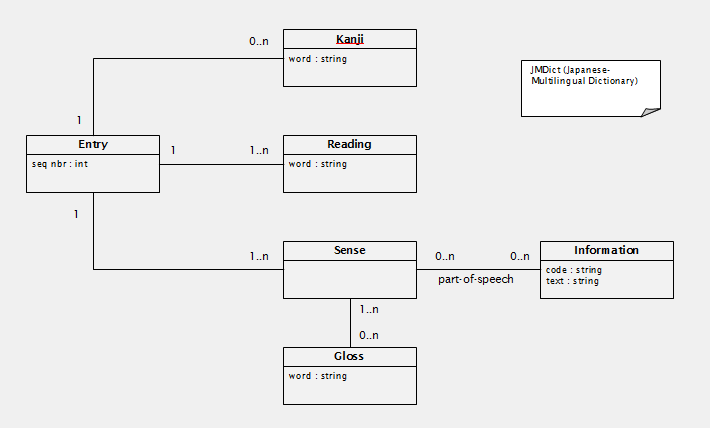 0..n
Kanji
word : string
JMDict (Japanese-
Multilingual Dictionary)
1
Entry
seq nbr : int
1
1..n
Reading
word : string
1
1..n
Sense
0..n
0..n
part-of-speech
Information
code : string
text : string
1..n
0..n
Gloss
word : string